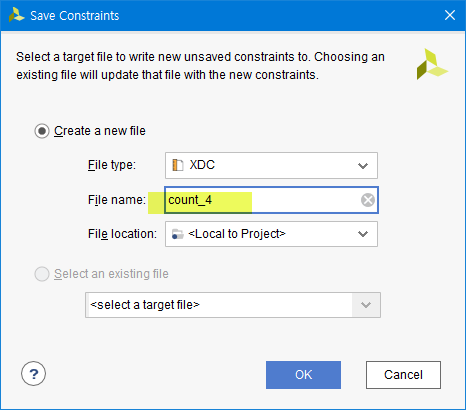 Save Constraints
Select a target file to write new unsaved constraints to. Choosing an
existing file will update that file with the new constraints.
Create a new file
File type: XDC
File name: count_4
File location: <Local to Project>
Select an existing file
<select a target file>
? OK Cancel